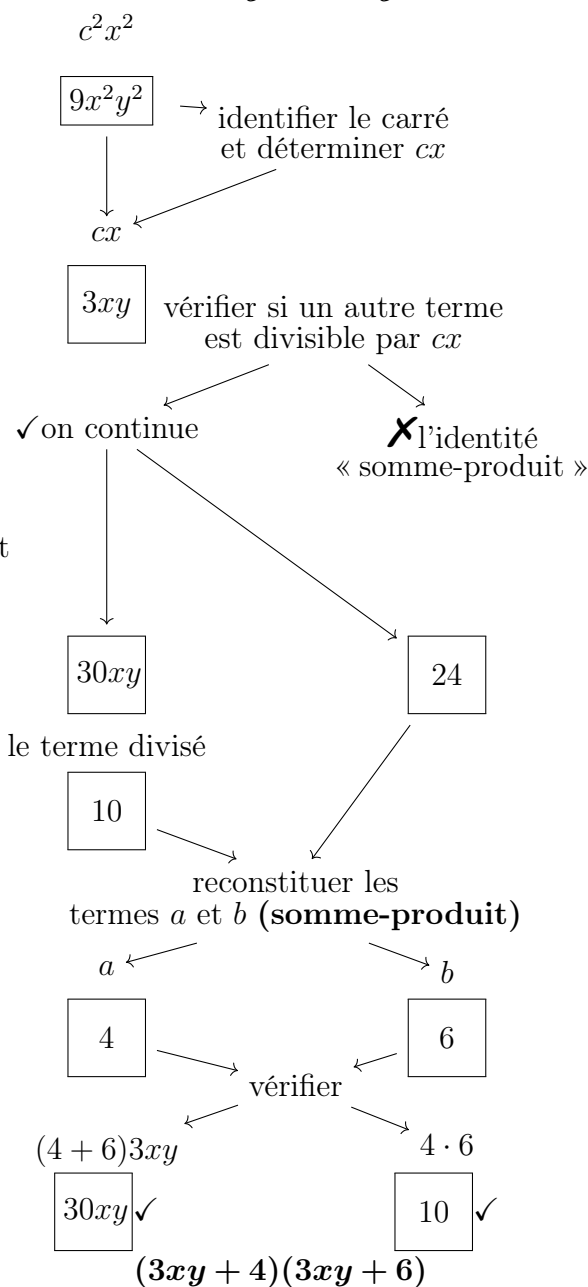 c²x²
9x²y²
identifier le carré
et déterminer cx
cx
3xy
vérifier si un autre terme
est divisible par cx
✓on continue
✗l'identité
« somme-produit »
t
30xy
24
le terme divisé
10
reconstituer les
termes a et b (somme-produit)
a
b
4
6
vérifier
(4 + 6)3xy
4 · 6
30xy✓
10 ✓
(3xy + 4)(3xy + 6)